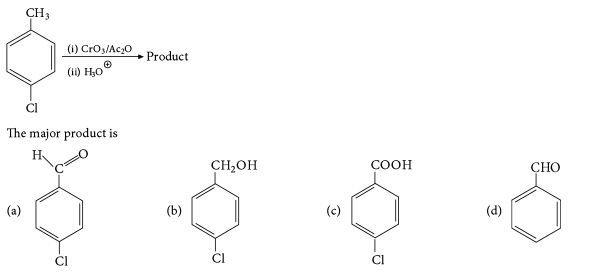 CH₃
(i) CrO₃/Ac₂O
(ii) H₃O⊕
Product
Cl
The major product is
(a) H C O Cl
(b) CH₂OH Cl
(c) COOH Cl
(d) CHO